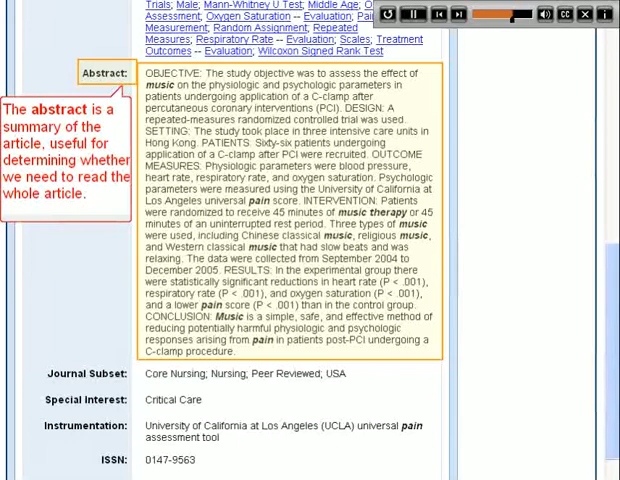 Trials; Male; Mann-Whitney U Test; Middle Age;
Assessment; Oxygen Saturation -- Evaluation;
Measurement; Random Assignment; Repeated
Measures; Respiratory Rate -- Evaluation; Scales; Treatment
Outcomes -- Evaluation; Wilcoxon Signed Rank Test
CC
Abstract:
OBJECTIVE: The study objective was to assess the effect of
music on the physiologic and psychologic parameters in
patients undergoing application of a C-clamp after
percutaneous coronary interventions (PCI). DESIGN: A
repeated-measures randomized controlled trial was used.
SETTING: The study took place in three intensive care units in
Hong Kong. PATIENTS. Sixty-six patients undergoing
application of a C-clamp after PCI were recruited. OUTCOME
MEASURES: Physiologic parameters were blood pressure,
heart rate, respiratory rate, and oxygen saturation. Psychologic
parameters were measured using the University of California at
Los Angeles universal pain score. INTERVENTION: Patients
were randomized to receive 45 minutes of music therapy or 45
minutes of an uninterrupted rest period. Three types of music
were used, including Chinese classical music, religious music,
and Western classical music that had slow beats and was
relaxing. The data were collected from September 2004 to
December 2005. RESULTS: In the experimental group there
were statistically significant reductions in heart rate (P < .001),
respiratory rate (P < .001), and oxygen saturation (P < .001),
and a lower pain score (P < .001) than in the control group.
CONCLUSION: Music is a simple, safe, and effective method of
reducing potentially harmful physiologic and psychologic
responses arising from pain in patients post-PCI undergoing a
C-clamp procedure.
The abstract is a
summary of the
article, useful for
determining whether
we need to read the
whole article.
Journal Subset: Core Nursing; Nursing; Peer Reviewed; USA
Special Interest: Critical Care
Instrumentation: University of California at Los Angeles (UCLA) universal pain
assessment tool
ISSN: 0147-9563